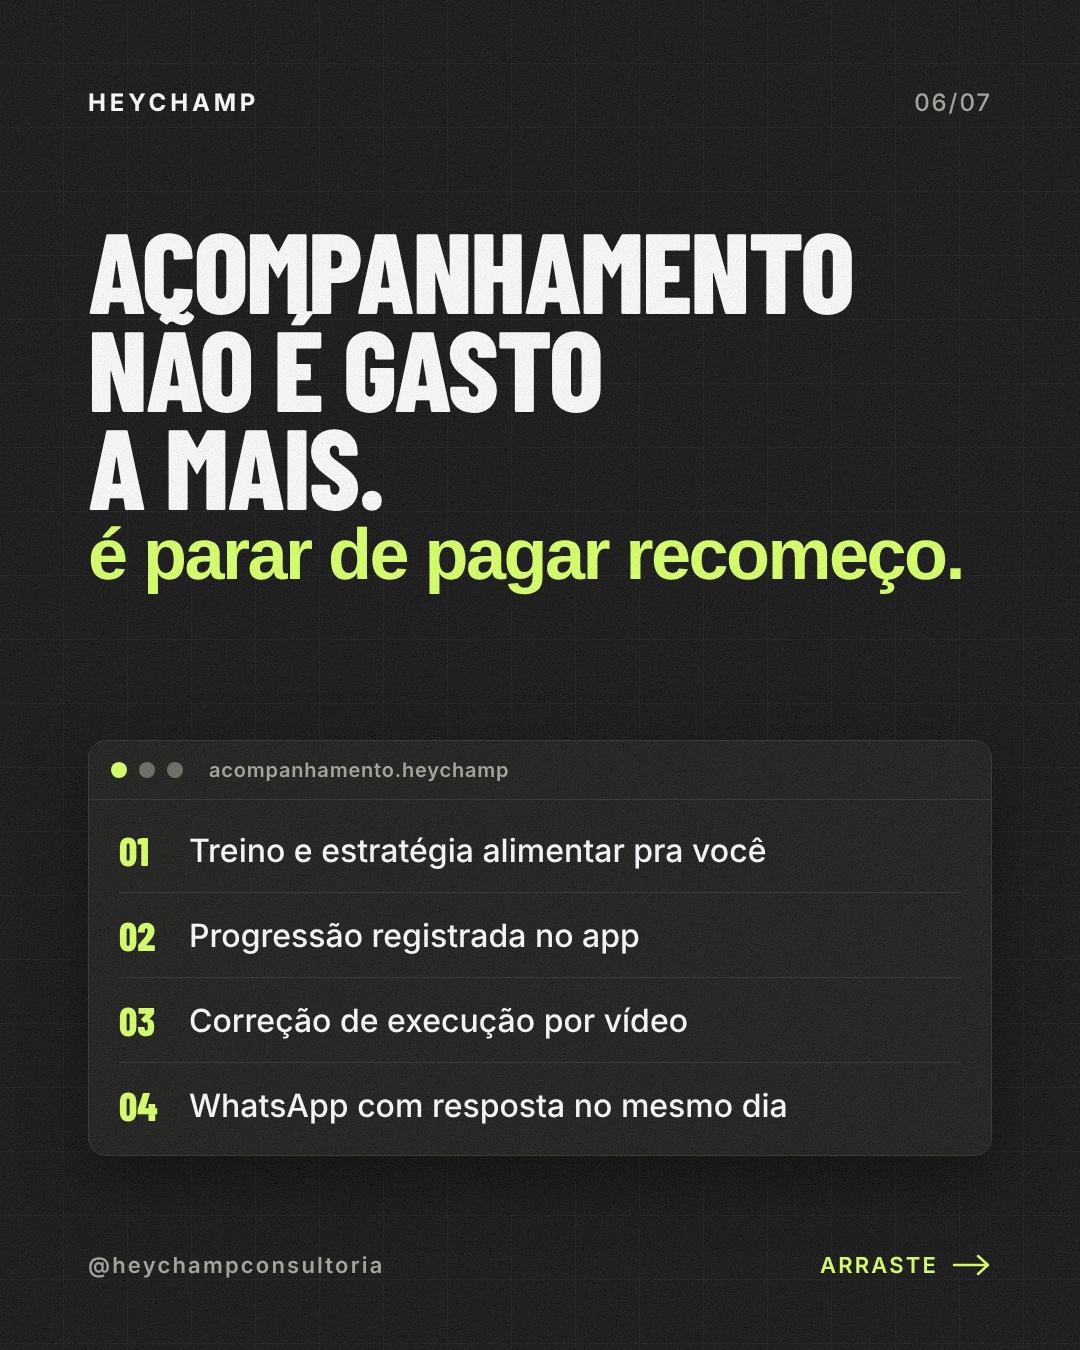 HEYCHAMP
06/07
ACOMPANHAMENTO
NÃO É GASTO
A MAIS.
é parar de pagar recomeço.
acompanhamento.heychamp
01 Treino e estratégia alimentar pra você
02 Progressão registrada no app
03 Correção de execução por vídeo
04 WhatsApp com resposta no mesmo dia
@heychampconsultoria
ARRASTE →